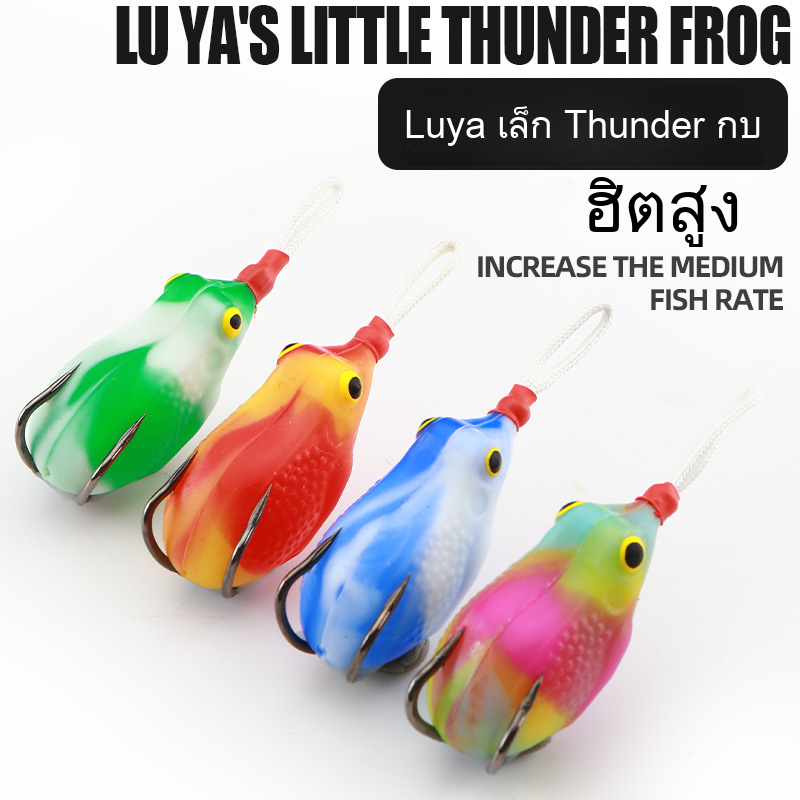 LU YA'S LITTLE THUNDER FROG
Luya เล็ก Thunder กบ
ฮิตสูง
INCREASE THE MEDIUM
FISH RATE